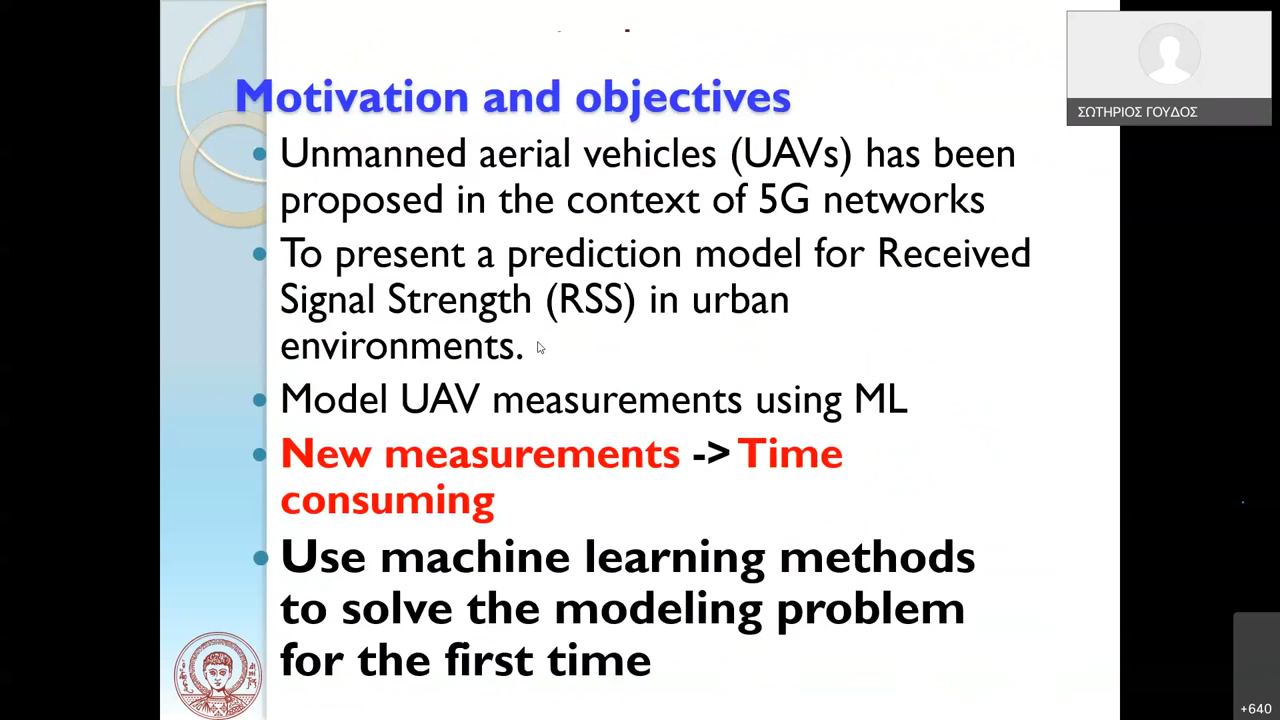 Motivation and objectives
ΣΩΤΗΡΙΟΣ ΓΟΥΔΟΣ
• Unmanned aerial vehicles (UAVs) has been
proposed in the context of 5G networks
• To present a prediction model for Received
Signal Strength (RSS) in urban
environments.
• Model UAV measurements using ML
• New measurements -> Time
consuming
• Use machine learning methods
to solve the modeling problem
for the first time
+640